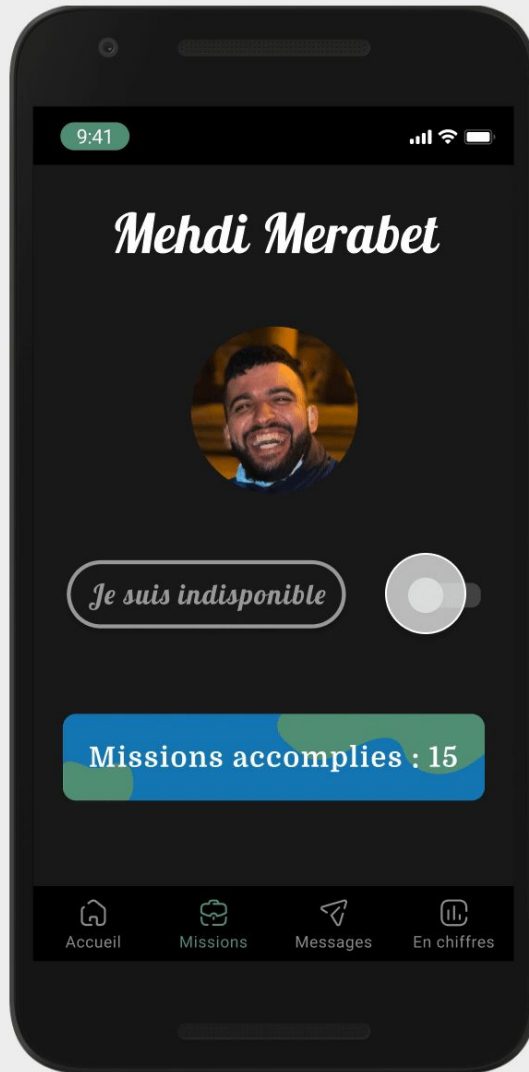 9:41
Mehdi Merabet
Je suis indisponible
Missions accomplies : 15
Accueil Missions Messages En chiffres